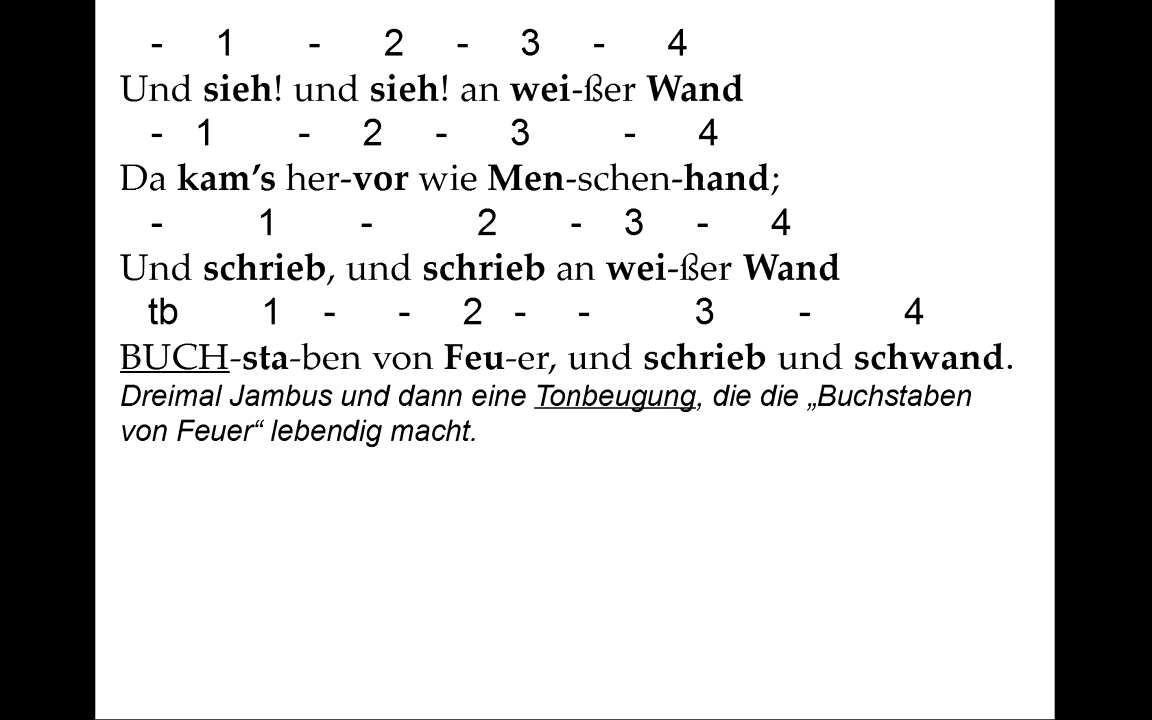 - 1 - 2 - 3 - 4
Und sieh! und sieh! an wei-ßer Wand
- 1 - 2 - 3 - 4
Da kam’s her-vor wie Men-schen-hand;
- 1 - 2 - 3 - 4
Und schrieb, und schrieb an wei-ßer Wand
tb 1 - - 2 - - 3 - 4
BUCH-sta-ben von Feu-er, und schrieb und schwand.
Dreimal Jambus und dann eine Tonbeugung, die die „Buchstaben
von Feuer“ lebendig macht.